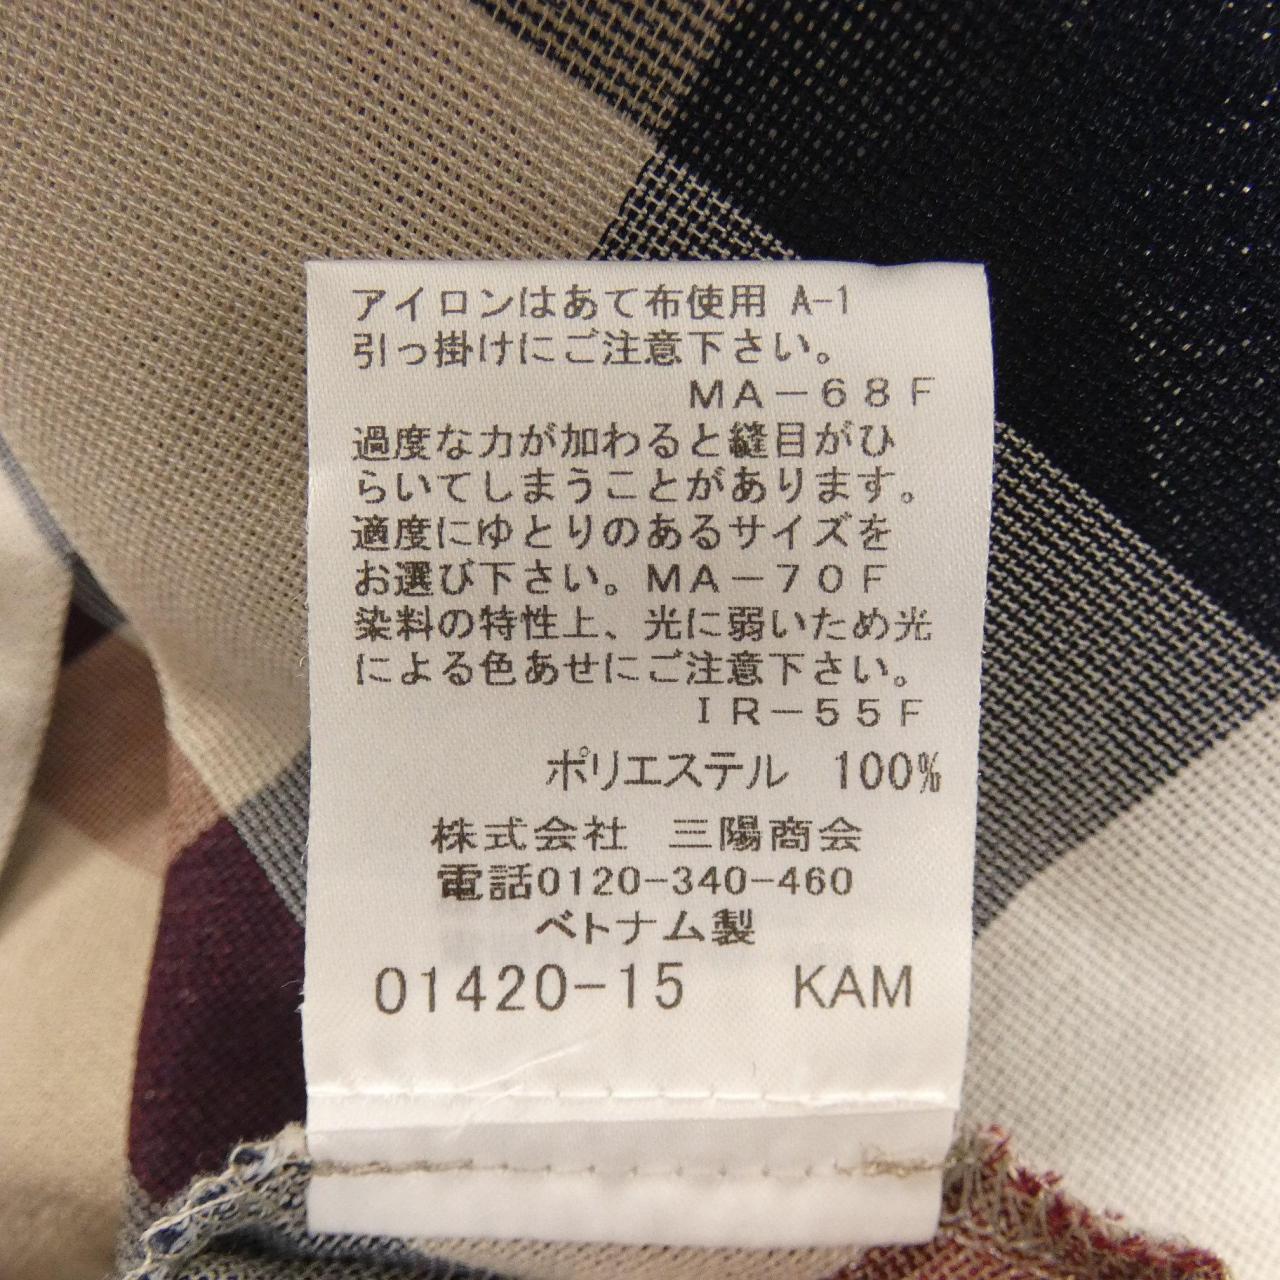 アイロンはあて布使用 A-1
引っ掛けにご注意下さい。
MA-68F
過度な力が加わると縫目がひ
らいてしまうことがあります。
適度にゆとりのあるサイズを
お選び下さい。MA-70F
染料の特性上、光に弱いため光
による色あせにご注意下さい。
IR-55F
ポリエステル 100%
株式会社 三陽商会
電話0120-340-460
ベトナム製
01420-15 KAM